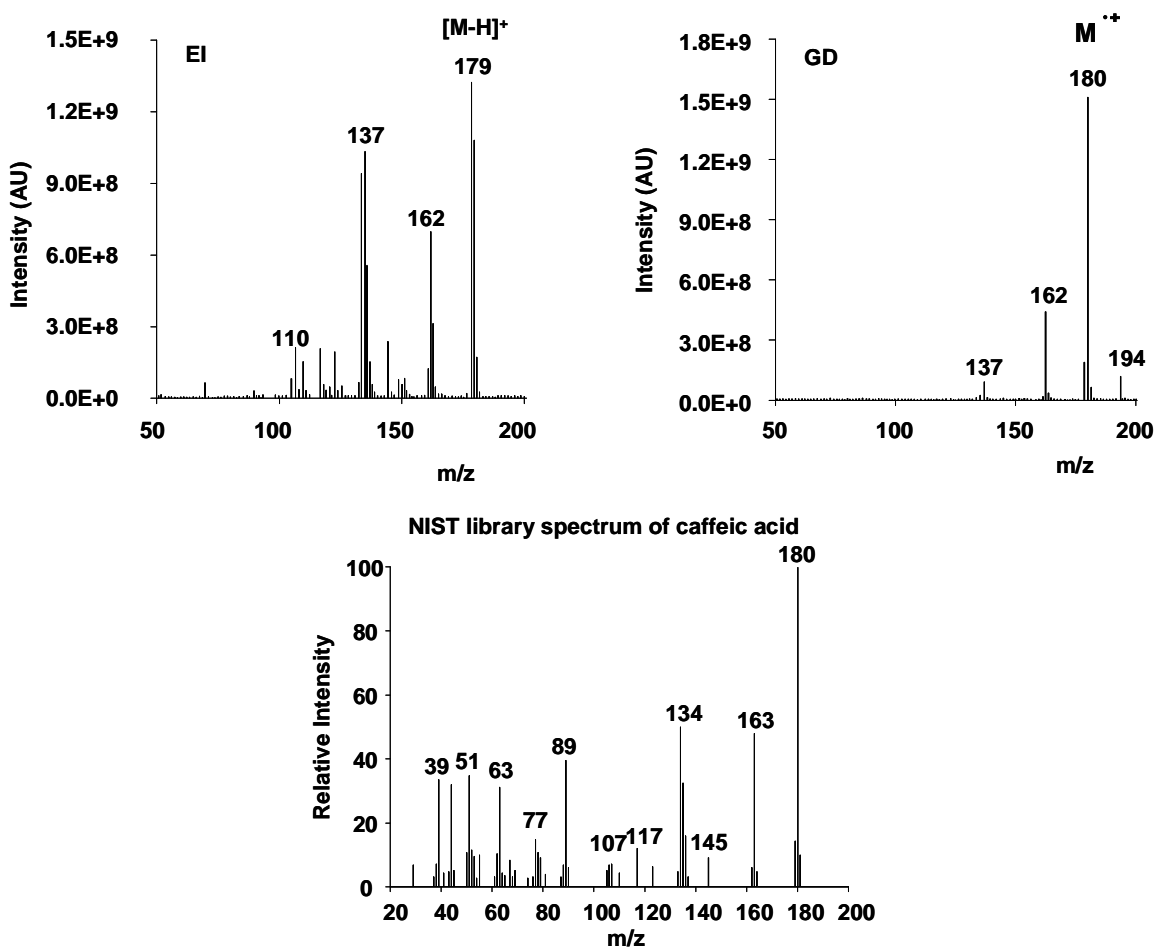 [M-H]+
EI
1.5E+9
1.2E+9
9.0E+8
6.0E+8
3.0E+8
0.0E+0
Intensity (AU)
179
137
162
110
50
100
150
200
m/z
M·+
GD
1.8E+9
1.5E+9
1.2E+9
9.0E+8
6.0E+8
3.0E+8
0.0E+0
Intensity (AU)
180
162
137
194
50
100
150
200
m/z
NIST library spectrum of caffeic acid
100
80
60
40
20
0
Relative Intensity
180
134
163
89
39
51
63
77
107
117
145
20
40
60
80
100
120
140
160
180
200
m/z